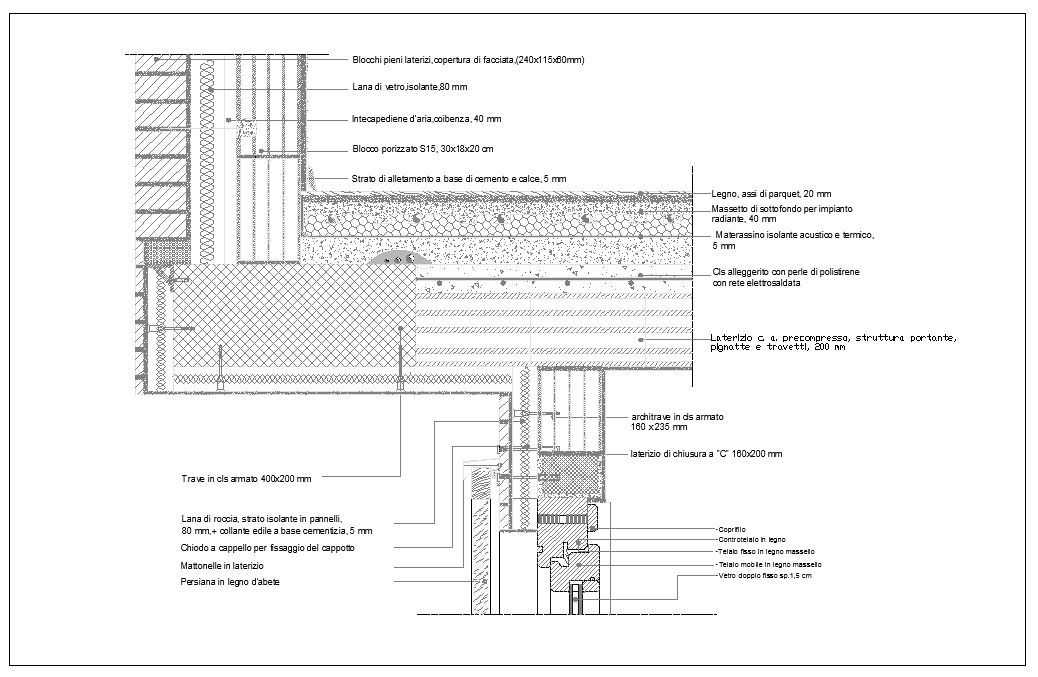 Blocchi pieni laterizi,copertura di facciata,(240x115x60mm)
Lana di vetro,isolante,80 mm
Intecapediene d'aria,coibenza, 40 mm
Blocco porizzato S15, 30x18x20 cm
Strato di allettamento a base di cemento e calce, 5 mm
Legno, assi di parquet, 20 mm
Massetto di sottofondo per impianto
radiante, 40 mm
Materassino isolante acustico e termico,
5 mm
Cls alleggerito con perle di polistirene
con rete elettrosaldata
Laterizio c. a. precompressa, struttura portante,
pignatte e travetti, 200 mm
architrave in cls armato
160 x235 mm
laterizio di chiusura a "C" 160x200 mm
Trave in cls armato 400x200 mm
Lana di roccia, strato isolante in pannelli,
80 mm,+ collante edile a base cementizia, 5 mm
Chiodo a cappello per fissaggio del cappotto
Mattonelle in laterizio
Persiana in legno d'abete
Coprifilo
Controtelaio in legno
Telaio fisso in legno massello
Telaio mobile in legno massello
Vetro doppio fisso sp.1,5 cm